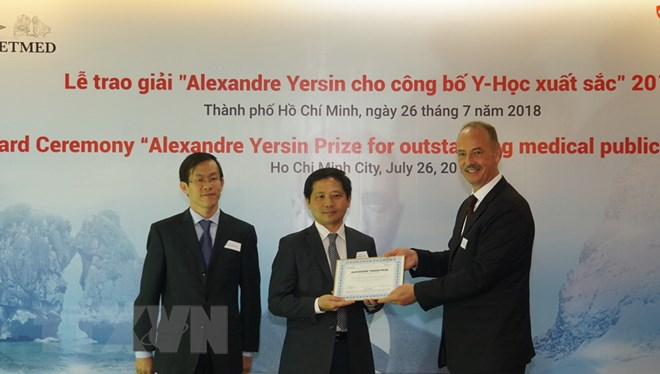 ETMED
Lễ trao giải "Alexandre Yersin cho công bố Y-Học xuất sắc" 20
Thành phố Hồ Chí Minh, ngày 26 tháng 7 năm 2018
ard Ceremony “Alexandre Yersin Prize for outsta ng medical public
Ho Chi Minh City, July 26, 20
VN